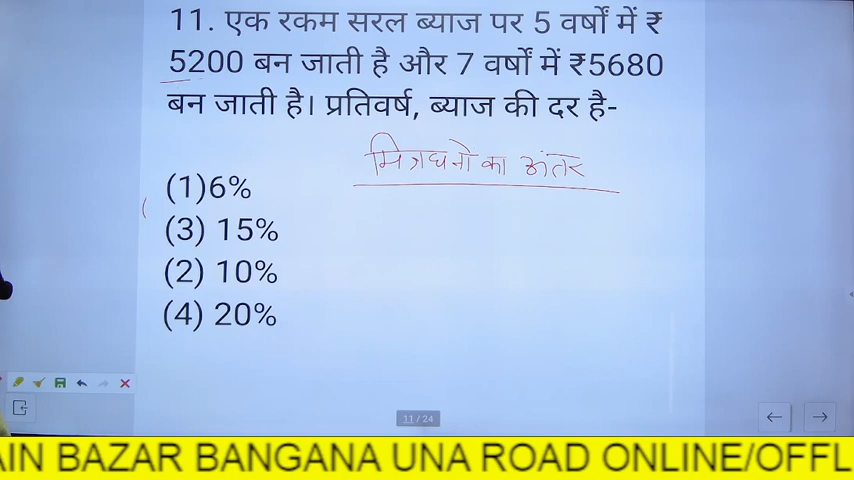 11. एक रकम सरल ब्याज पर 5 वर्षों में ₹
5200 बन जाती है और 7 वर्षों में ₹5680
बन जाती है। प्रतिवर्ष, ब्याज की दर है-
मिश्रधनो का अंतर
(1)6%
(3) 15%
(2) 10%
(4) 20%
11 / 24
AIN BAZAR BANGANA UNA ROAD ONLINE/OFFL